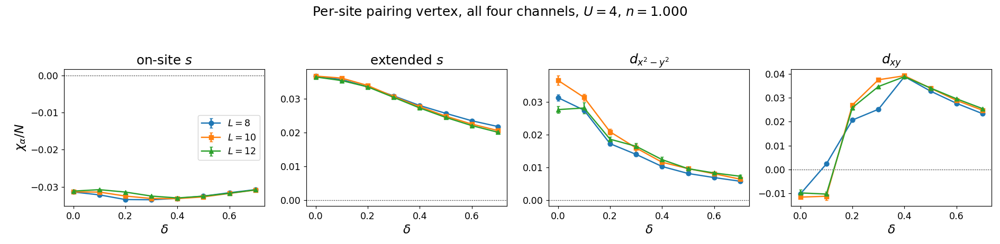 Per-site pairing vertex, all four channels, U = 4, n = 1.000
on-site s
extended s
d_{x² − y²}
d_{xy}
χ_α/N
0.00
−0.01
−0.02
−0.03
L = 8
L = 10
L = 12
0.0 0.2 0.4 0.6
δ
0.03
0.02
0.01
0.00
0.0 0.2 0.4 0.6
δ
0.03
0.02
0.01
0.00
0.0 0.2 0.4 0.6
δ
0.04
0.03
0.02
0.01
0.00
−0.01
0.0 0.2 0.4 0.6
δ